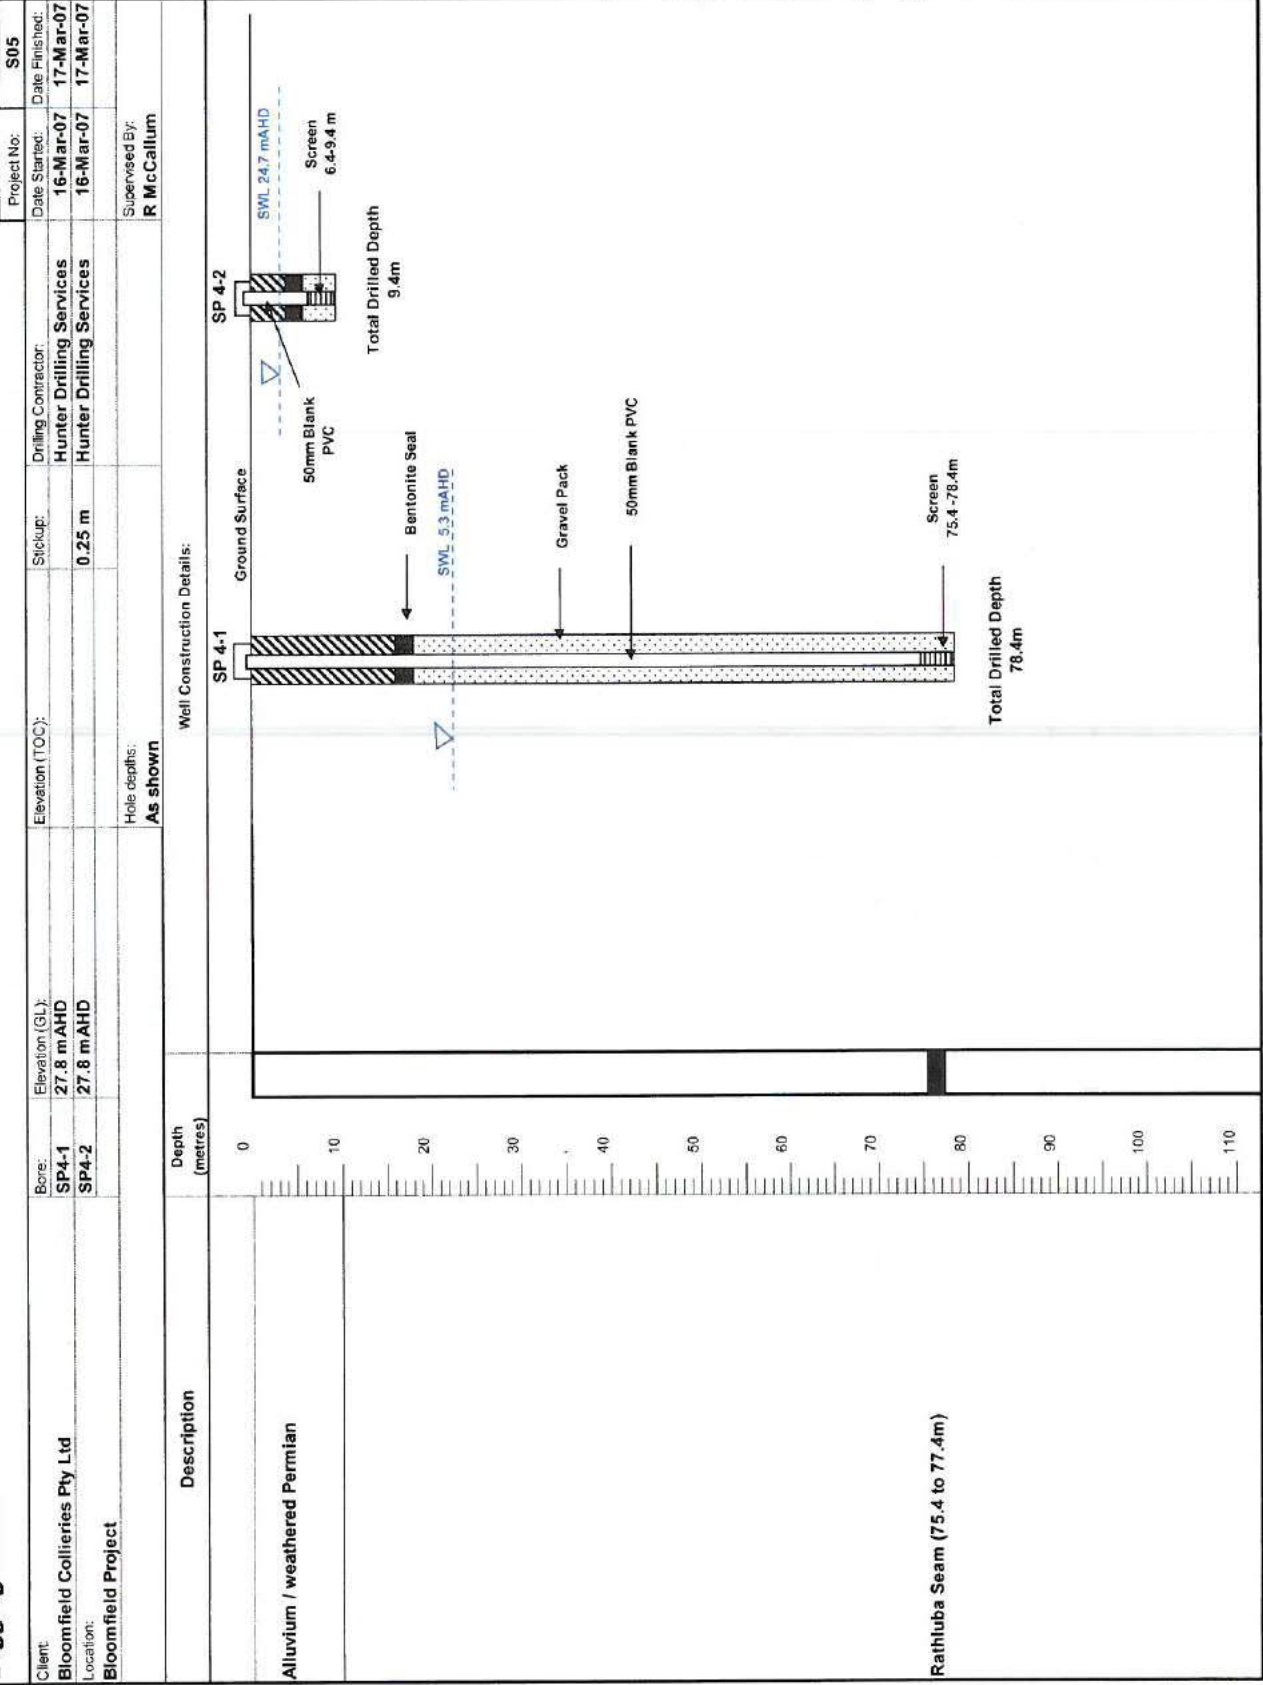 Project No:
S05
Client:
Bloomfield Collieries Pty Ltd
Location:
Bloomfield Project
Bore:
SP4-1
SP4-2
Elevation (GL):
27.8 mAHD
27.8 mAHD
Elevation (TOC):
Stickup:
0.25 m
Drilling Contractor:
Hunter Drilling Services
Hunter Drilling Services
Date Started:
16-Mar-07
16-Mar-07
Date Finished:
17-Mar-07
17-Mar-07
Hole depths:
As shown
Supervised By:
R McCallum
Description
Depth
(metres)
Well Construction Details:
SP 4-1
SP 4-2
Ground Surface
0
10
20
30
40
50
60
70
80
90
100
110
Alluvium / weathered Permian
Rathluba Seam (75.4 to 77.4m)
SWL 24.7 mAHD
50mm Blank
PVC
Screen
6.4-9.4 m
Total Drilled Depth
9.4m
Bentonite Seal
SWL 5.3 mAHD
Gravel Pack
50mm Blank PVC
Screen
75.4 -78.4m
Total Drilled Depth
78.4m